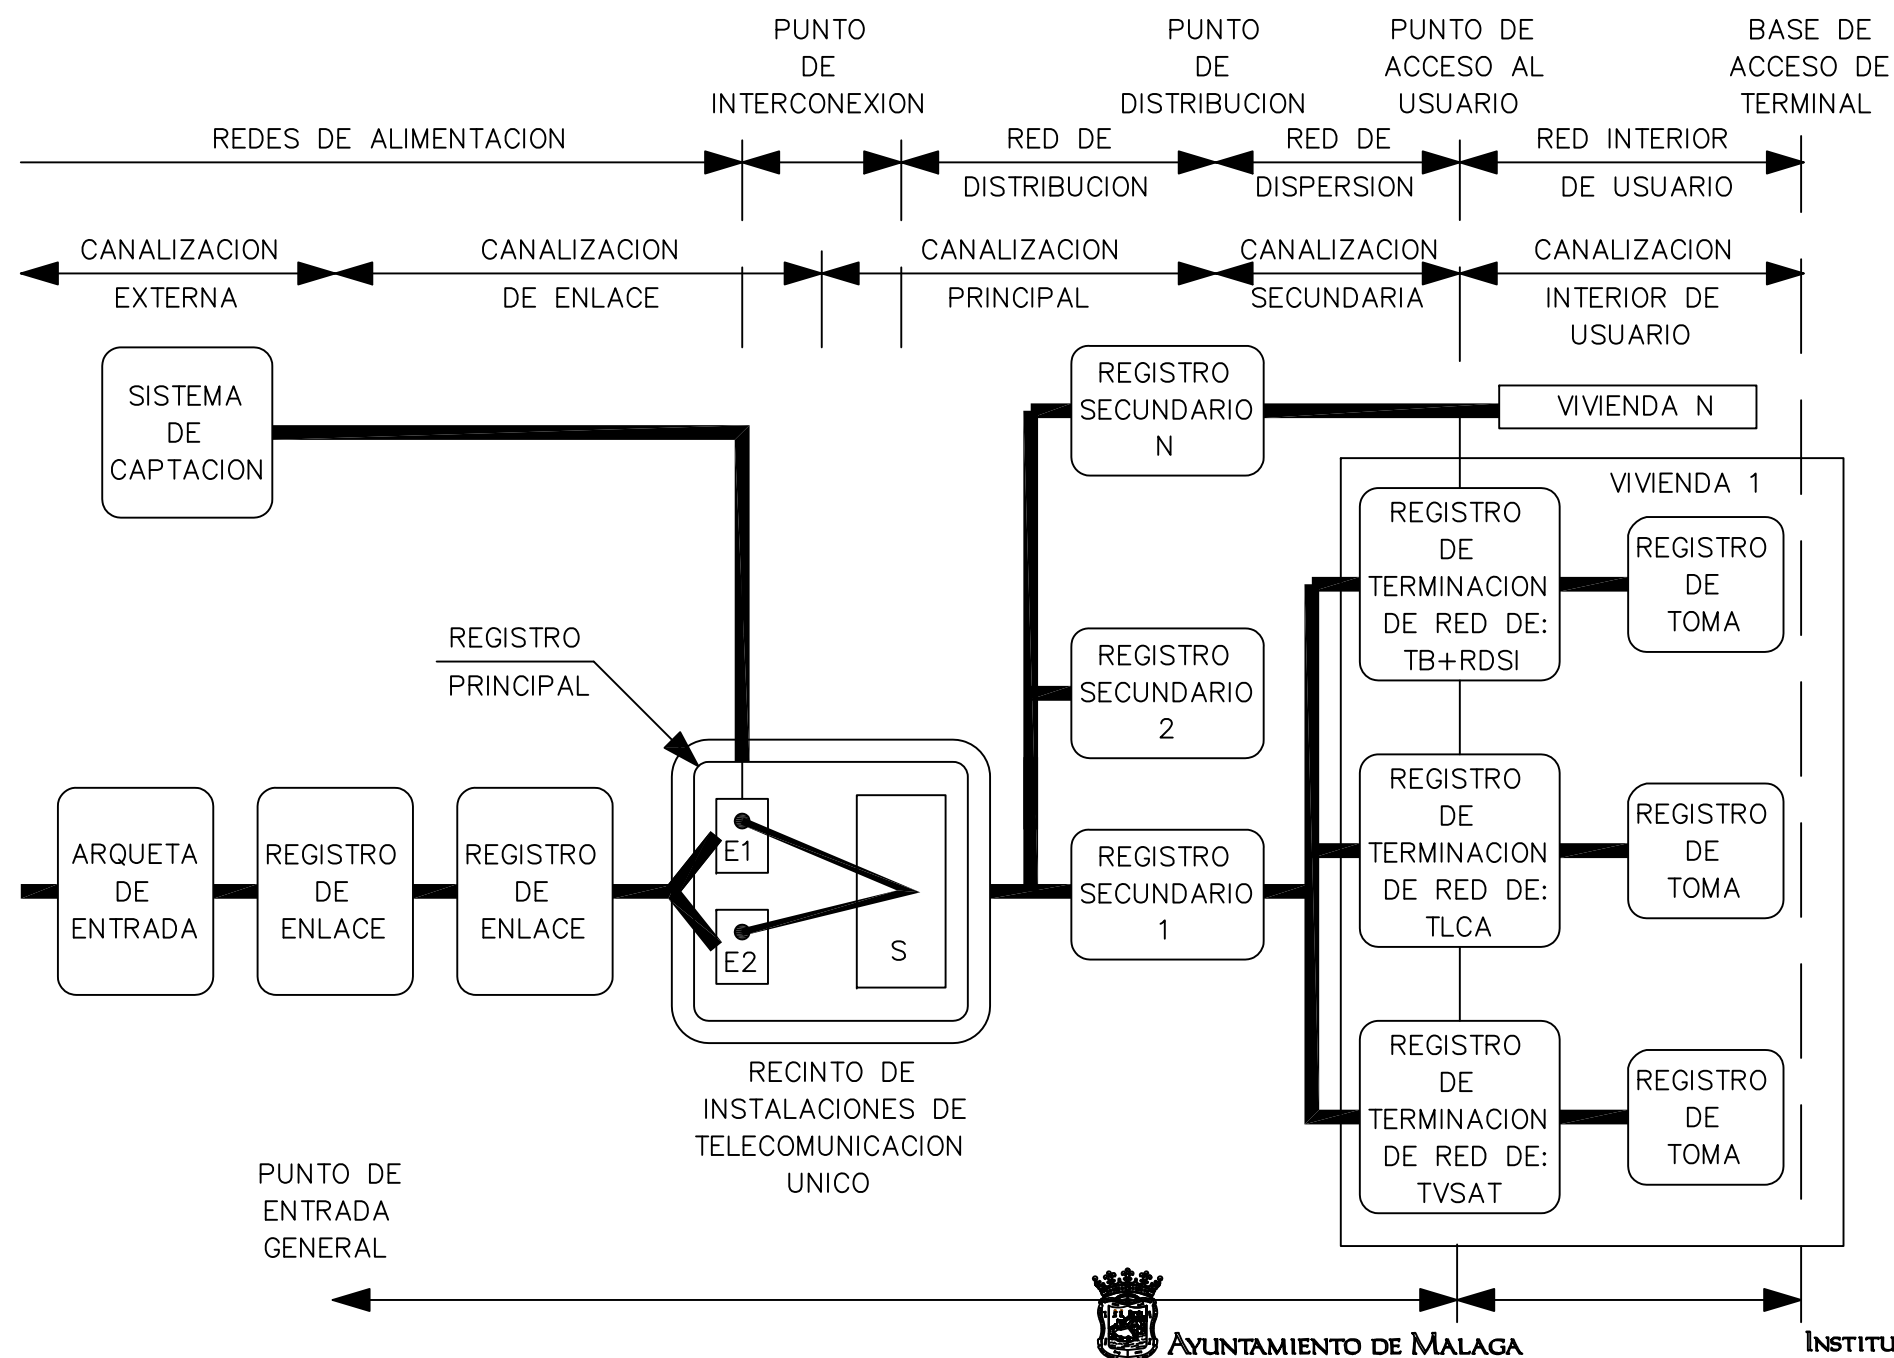 PUNTO
DE
INTERCONEXION
PUNTO
DE
DISTRIBUCION
PUNTO DE
ACCESO AL
USUARIO
BASE DE
ACCESO DE
TERMINAL
REDES DE ALIMENTACION
RED DE
DISTRIBUCION
RED DE
DISPERSION
RED INTERIOR
DE USUARIO
CANALIZACION
EXTERNA
CANALIZACION
DE ENLACE
CANALIZACION
PRINCIPAL
CANALIZACION
SECUNDARIA
CANALIZACION
INTERIOR DE
USUARIO
SISTEMA
DE
CAPTACION
REGISTRO
SECUNDARIO
N
VIVIENDA N
VIVIENDA 1
REGISTRO
DE
TERMINACION
DE RED DE:
TB+RDSI
REGISTRO
DE
TOMA
REGISTRO
PRINCIPAL
REGISTRO
SECUNDARIO
2
ARQUETA
DE
ENTRADA
REGISTRO
DE
ENLACE
REGISTRO
DE
ENLACE
E1
E2
S
REGISTRO
SECUNDARIO
1
REGISTRO
DE
TERMINACION
DE RED DE:
TLCA
REGISTRO
DE
TOMA
RECINTO DE
INSTALACIONES DE
TELECOMUNICACION
UNICO
REGISTRO
DE
TERMINACION
DE RED DE:
TVSAT
REGISTRO
DE
TOMA
PUNTO DE
ENTRADA
GENERAL
AYUNTAMIENTO DE MALAGA